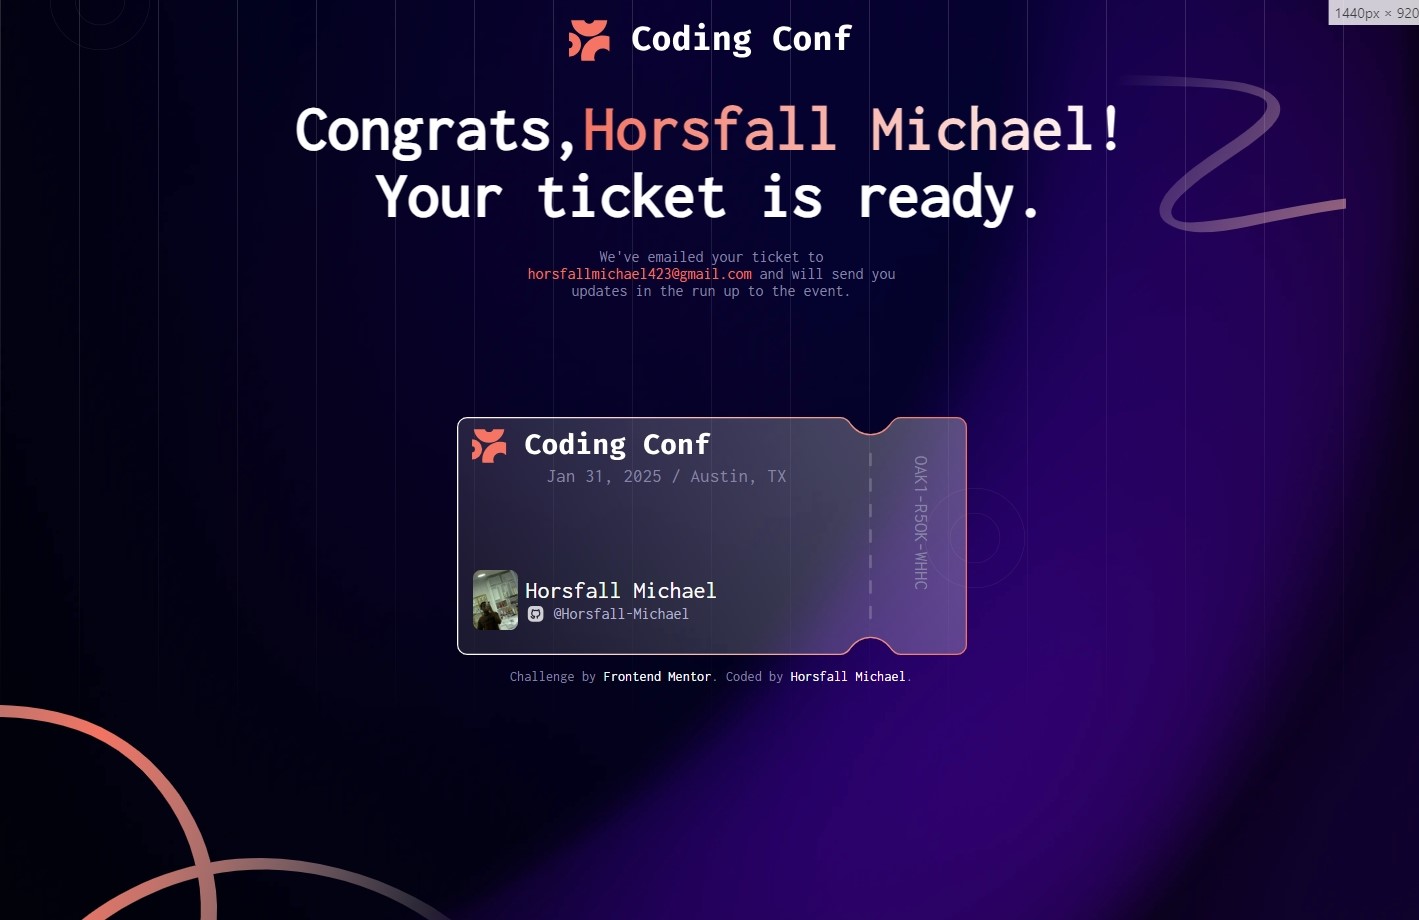 1440px × 920
Coding Conf
Congrats,Horsfall Michael!
Your ticket is ready.
We've emailed your ticket to
horsfallmichael423@gmail.com and will send you
updates in the run up to the event.
Coding Conf
Jan 31, 2025 / Austin, TX
OAK1-R5OK-WHHC
Horsfall Michael
@Horsfall-Michael
Challenge by Frontend Mentor. Coded by Horsfall Michael.